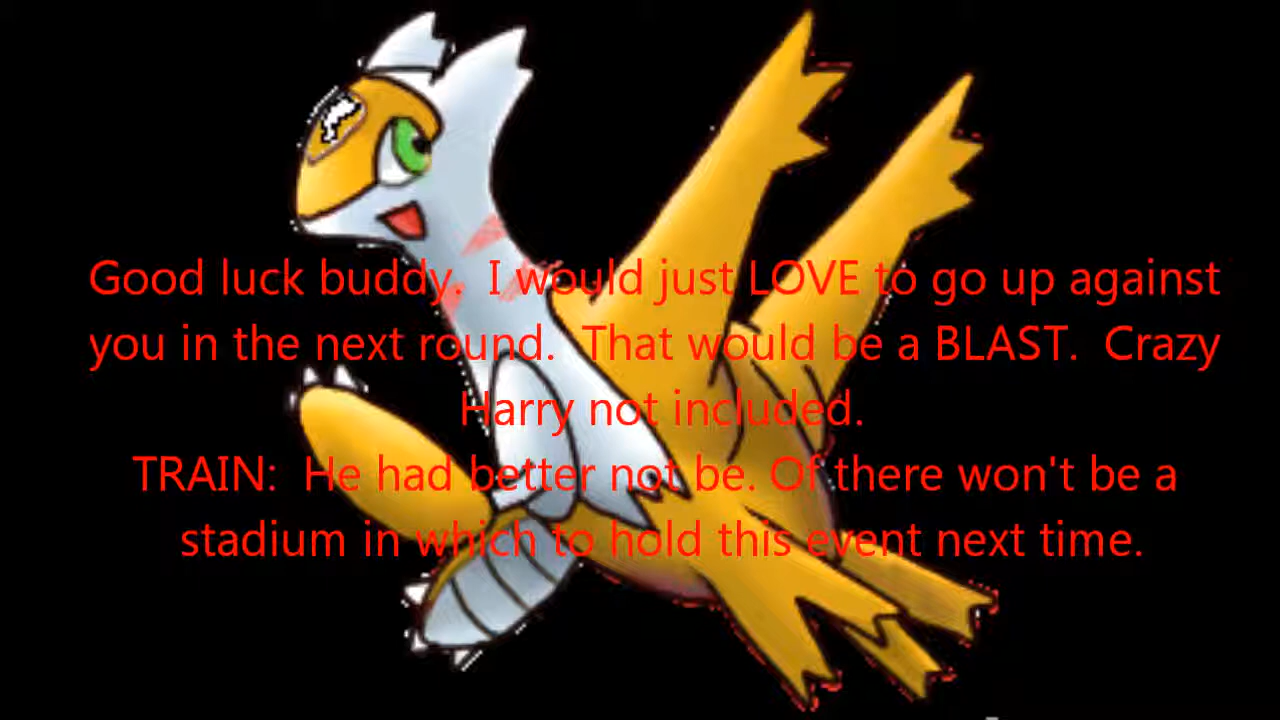 Good luck buddy.  I would just LOVE to go up against
you in the next round.  That would be a BLAST.  Crazy
Harry not included.
TRAIN:  He had better not be. Of there won't be a
stadium in which to hold this event next time.